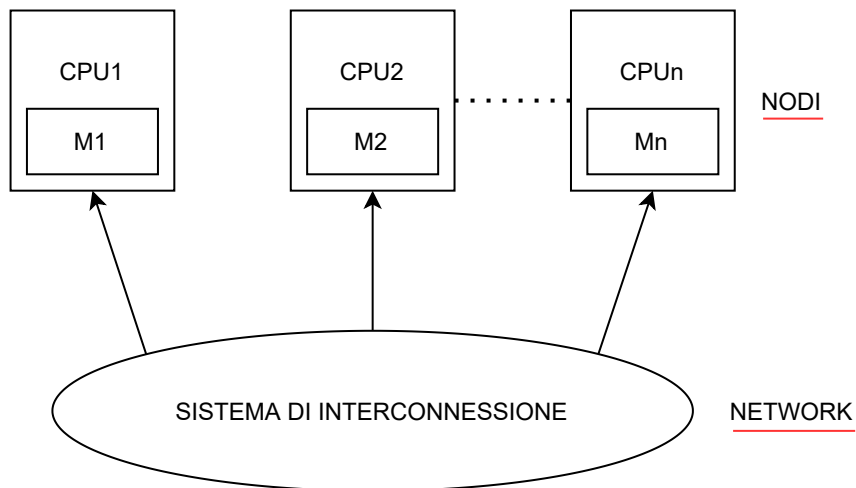 CPU1
CPU2
CPUn
NODI
M1
M2
Mn
SISTEMA DI INTERCONNESSIONE
NETWORK